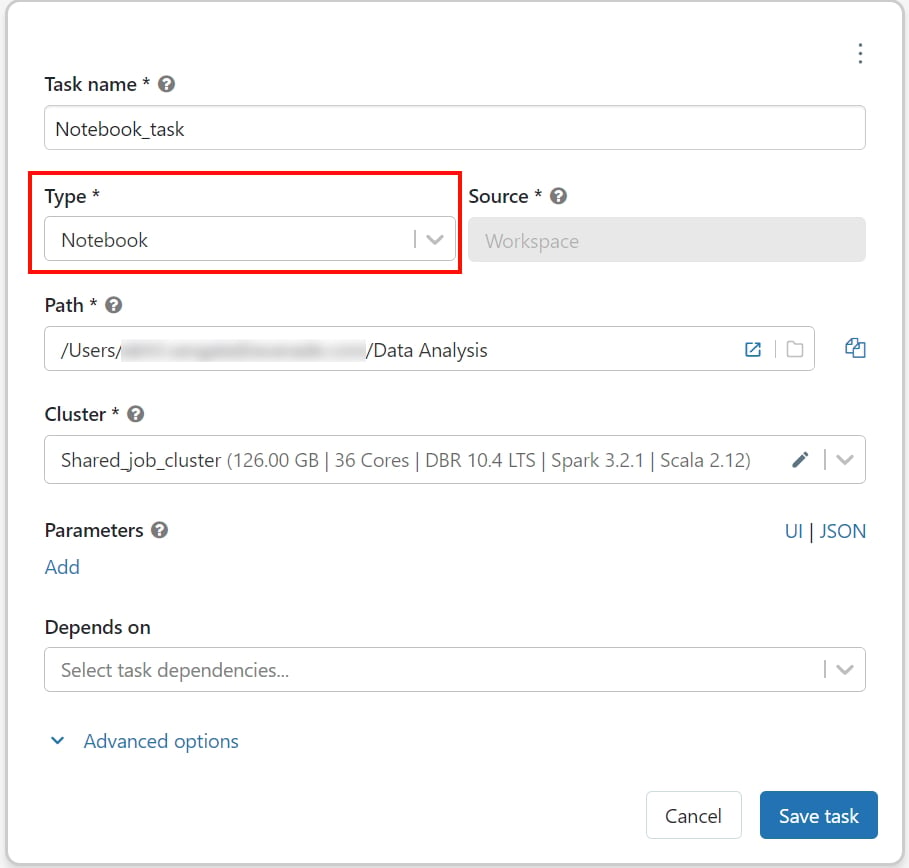 Task name *
Notebook_task
Type *
Source *
Notebook
Workspace
Path *
/Users/ /Data Analysis
Cluster *
Shared_job_cluster (126.00 GB | 36 Cores | DBR 10.4 LTS | Spark 3.2.1 | Scala 2.12)
Parameters
UI | JSON
Add
Depends on
Select task dependencies...
Advanced options
Cancel
Save task